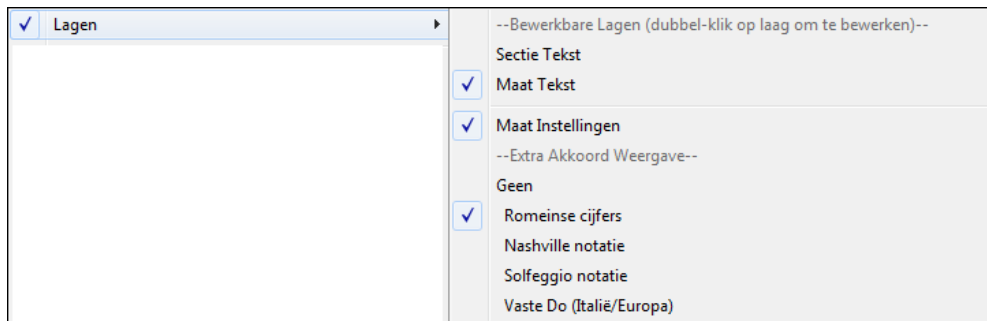 Lagen
--Bewerkbare Lagen (dubbel-klik op laag om te bewerken)--
Sectie Tekst
Maat Tekst
Maat Instellingen
--Extra Akkoord Weergave--
Geen
Romeinse cijfers
Nashville notatie
Solfeggio notatie
Vaste Do (Italië/Europa)